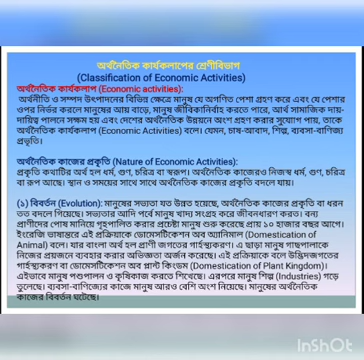 অর্থনৈতিক কার্যকলাপের শ্রেণীবিভাগ
(Classification of Economic Activities)
অর্থনৈতিক কার্যকলাপ (Economic activities):
অর্থনীতি ও সম্পদ উৎপাদনের বিভিন্ন ক্ষেত্রে মানুষ যে অগণিত পেশা গ্রহণ করে এবং যে পেশার
ওপর নির্ভর করলে মানুষের আয় বাড়ে, মানুষ জীবিকানির্বাহ করতে পারে, আর্থ সামাজিক দায়-
দায়িত্ব পালনে সক্ষম হয় এবং দেশের অর্থনৈতিক উন্নয়নে অংশ গ্রহণ করার সুযোগ পায়, তাকে
অর্থনৈতিক কার্যকলাপ (Economic Activities) বলে। যেমন, চাষ-আবাদ, শিল্প, ব্যবসা-বাণিজ্য
প্রভৃতি।
অর্থনৈতিক কাজের প্রকৃতি (Nature of Economic Activities):
প্রকৃতি কথাটির অর্থ হল ধর্ম, গুণ, চরিত্র বা স্বরূপ। অর্থনৈতিক কাজেরও নিজস্ব ধর্ম, গুণ, চরিত্র
বা রূপ আছে। স্থান ও সময়ের সাথে সাথে অর্থনৈতিক কাজের প্রকৃতি বদলে যায়।
(১) বিবর্তন (Evolution): মানুষের সভ্যতা যত উন্নত হয়েছে, অর্থনৈতিক কাজের প্রকৃতি বা ধরন
তত বদলে গিয়েছে। সভ্যতার আদি পর্বে মানুষ খাদ্য সংগ্রহ করে জীবনধারণ করত। বন্য
প্রাণীদের পোষ মানিয়ে গৃহপালিত করার প্রচেষ্টা মানুষ শুরু করেছে প্রায় ১০ হাজার বছর আগে।
ইংরেজি ভাষান্তরে এই প্রক্রিয়াকে ডোমেসটিকেশন অব অ্যানিমাল (Domestication of
Animal) বলে। যার বাংলা অর্থ হল প্রাণী জগতের গার্হস্থ্যকরণ। এ ছাড়া মানুষ গাছপালাকে
নিজের প্রয়জনে ব্যবহার করার অভিজ্ঞতা অর্জন করেছে। এই প্রক্রিয়াকে বলে উদ্ভিদজগতের
গার্হস্থ্যকরণ বা ডোমেসটিকেশন অব প্লান্ট কিংডম (Domestication of Plant Kingdom)।
এইভাবে মানুষ পশুপালন ও কৃষিকাজ করতে শিখেছে। এরপরে মানুষ শিল্প (Industries) গড়ে
তুলেছে। ব্যবসা-বাণিজ্যের কাজে মানুষ আরও বেশি অংশ নিয়েছে। মানুষের অর্থনৈতিক
কাজের বিবর্তন ঘটেছে।
InShOt